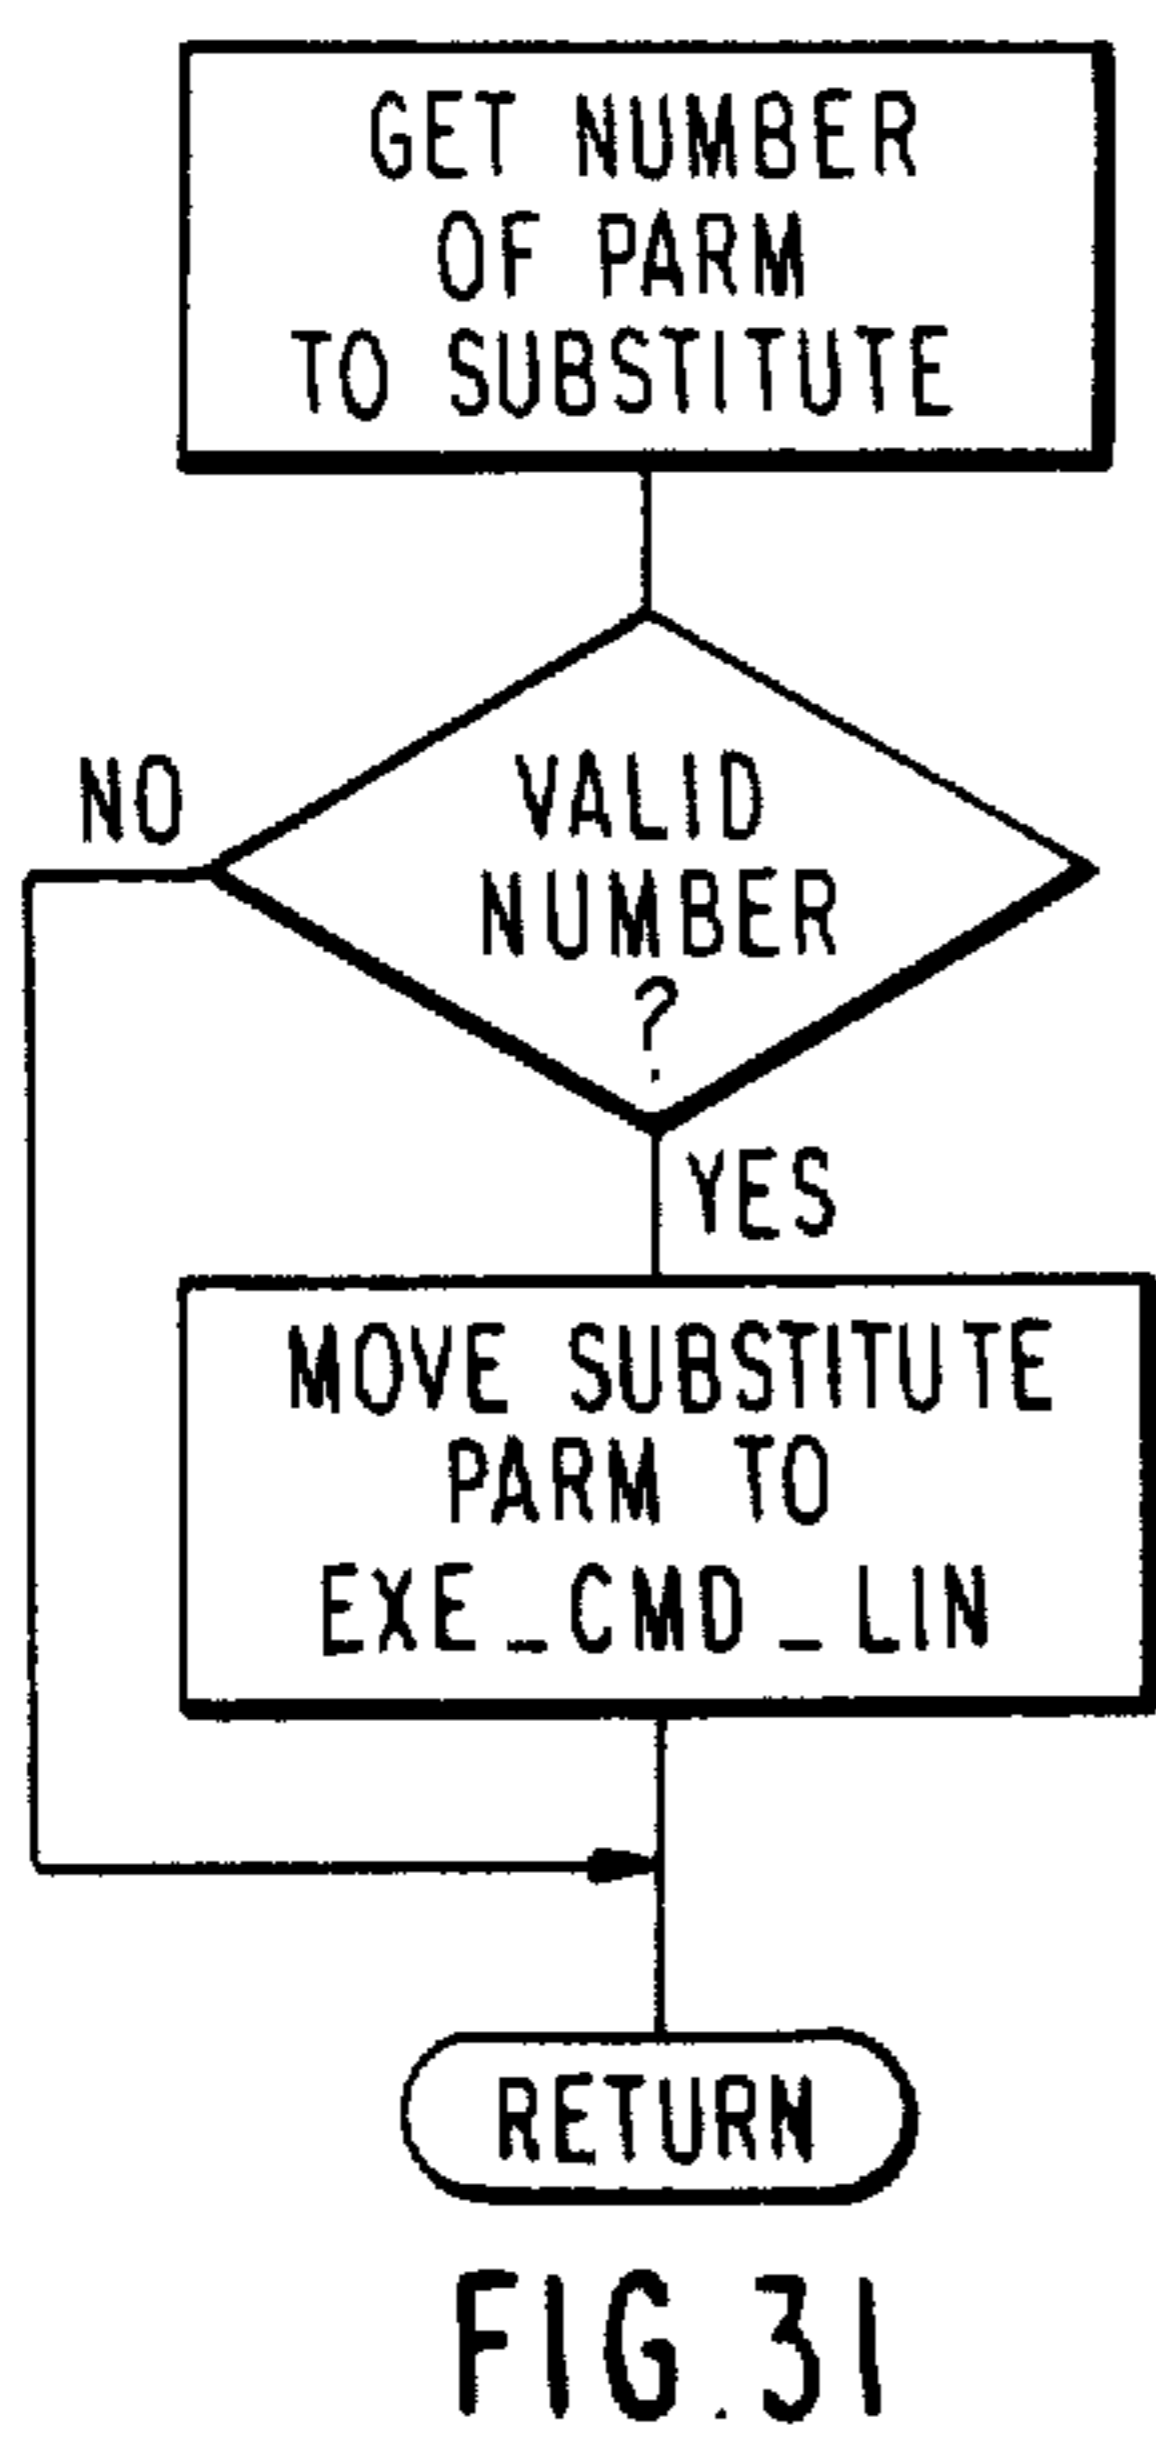 GET NUMBER
OF PARM
TO SUBSTITUTE
NO
VALID
NUMBER
?
YES
MOVE SUBSTITUTE
PARM TO
EXE_CMD_LIN
RETURN
FIG.31